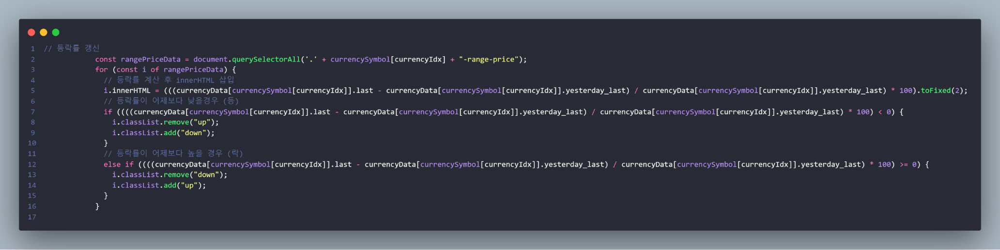 1 // 등락률 갱신
2 const rangePriceData = document.querySelectorAll('.' + currencySymbol[currencyIdx] + "-range-price");
3 for (const i of rangePriceData) {
4 // 등락률 계산 후 innerHTML 삽입
5 i.innerHTML = (((currencyData[currencySymbol[currencyIdx]].last - currencyData[currencySymbol[currencyIdx]].yesterday_last) / currencyData[currencySymbol[currencyIdx]].yesterday_last) * 100).toFixed(2);
6 // 등락률이 어제보다 낮을경우 (등)
7 if ((((currencyData[currencySymbol[currencyIdx]].last - currencyData[currencySymbol[currencyIdx]].yesterday_last) / currencyData[currencySymbol[currencyIdx]].yesterday_last) * 100) < 0) {
8 i.classList.remove("up");
9 i.classList.add("down");
10 }
11 // 등락률이 어제보다 높을 경우 (락)
12 else if ((((currencyData[currencySymbol[currencyIdx]].last - currencyData[currencySymbol[currencyIdx]].yesterday_last) / currencyData[currencySymbol[currencyIdx]].yesterday_last) * 100) >= 0) {
13 i.classList.remove("down");
14 i.classList.add("up");
15 }
16 }
17